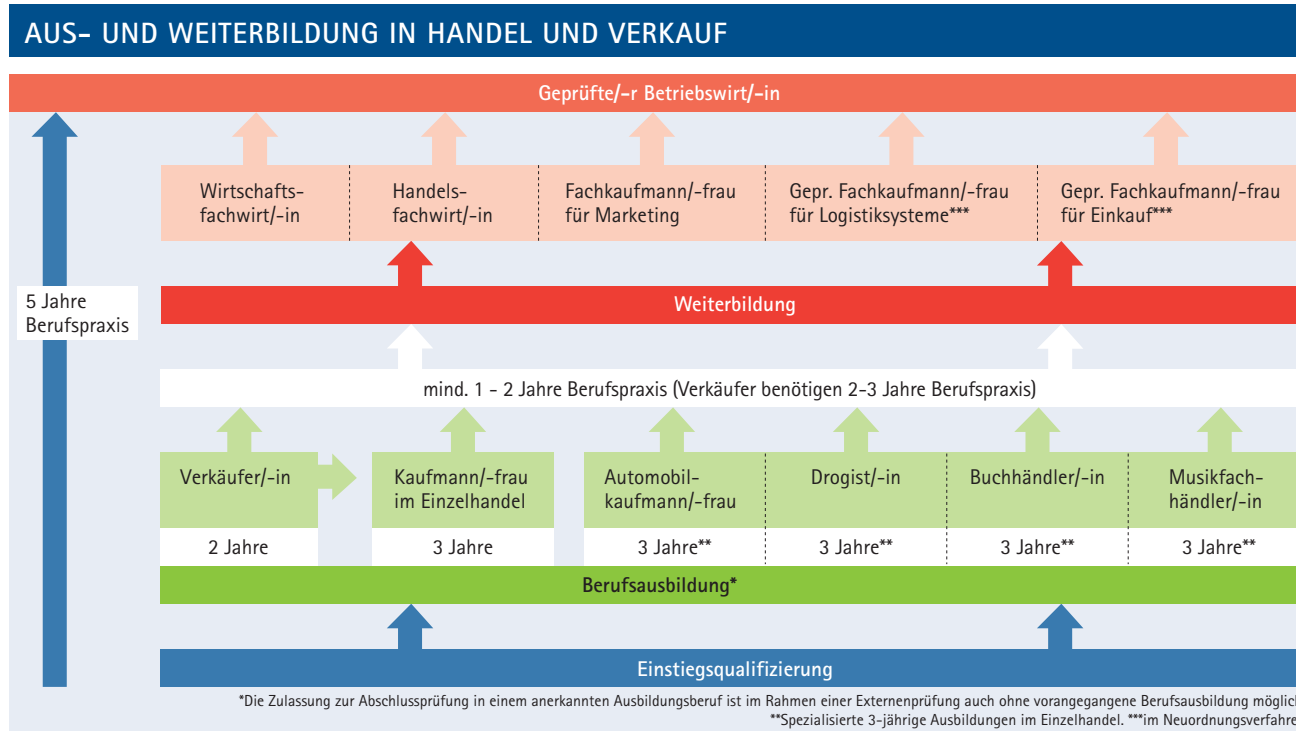 AUS- UND WEITERBILDUNG IN HANDEL UND VERKAUF
Geprüfte/-r Betriebswirt/-in
Wirtschafts-
fachwirt/-in
Handels-
fachwirt/-in
Fachkaufmann/-frau
für Marketing
Gepr. Fachkaufmann/-frau
für Logistiksysteme***
Gepr. Fachkaufmann/-frau
für Einkauf***
5 Jahre
Berufspraxis
Weiterbildung
mind. 1 - 2 Jahre Berufspraxis (Verkäufer benötigen 2-3 Jahre Berufspraxis)
Verkäufer/-in
Kaufmann/-frau
im Einzelhandel
Automobil-
kaufmann/-frau
Drogist/-in
Buchhändler/-in
Musikfach-
händler/-in
2 Jahre
3 Jahre
3 Jahre**
3 Jahre**
3 Jahre**
3 Jahre**
Berufsausbildung*
Einstiegsqualifizierung
*Die Zulassung zur Abschlussprüfung in einem anerkannten Ausbildungsberuf ist im Rahmen einer Externenprüfung auch ohne vorangegangene Berufsausbildung möglich
**Spezialisierte 3-jährige Ausbildungen im Einzelhandel. ***im Neuordnungsverfahre